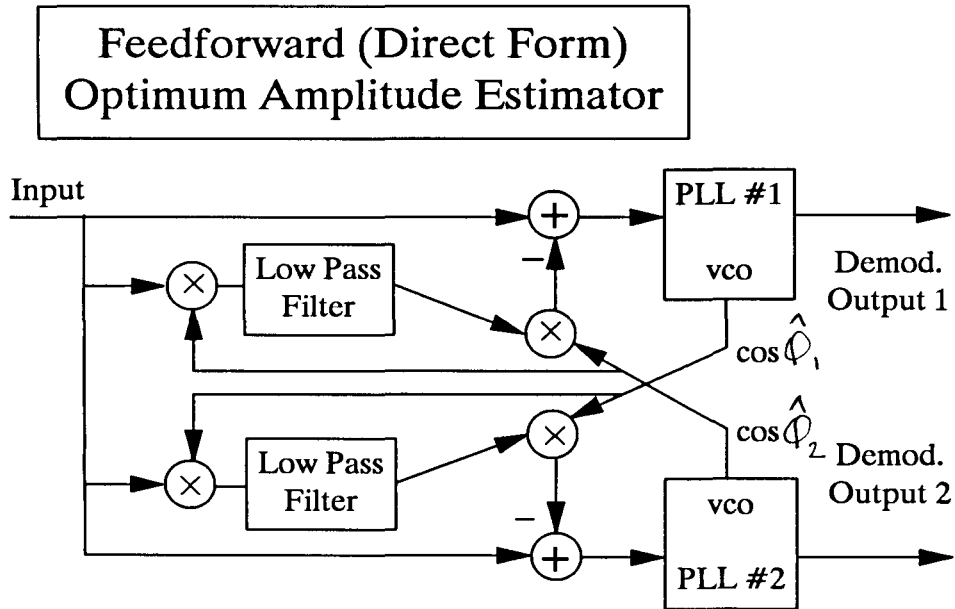 Feedforward (Direct Form)
Optimum Amplitude Estimator
Input
PLL #1
vco
Demod.
Output 1
Low Pass
Filter
cos φ̂₁
Low Pass
Filter
cos φ̂₂
Demod.
Output 2
vco
PLL #2
+
−
×
×
×
×
−
+